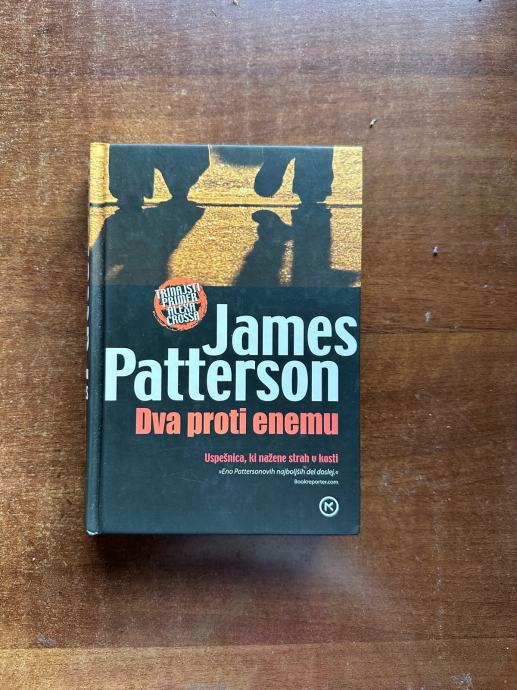 TRINAJSTI
PRIMER
ALEXA
CROSSA
James
Patterson
Dva proti enemu
Uspešnica, ki nažene strah v kosti
»Eno Pattersonovih najboljših del doslej.«
Bookreporter.com